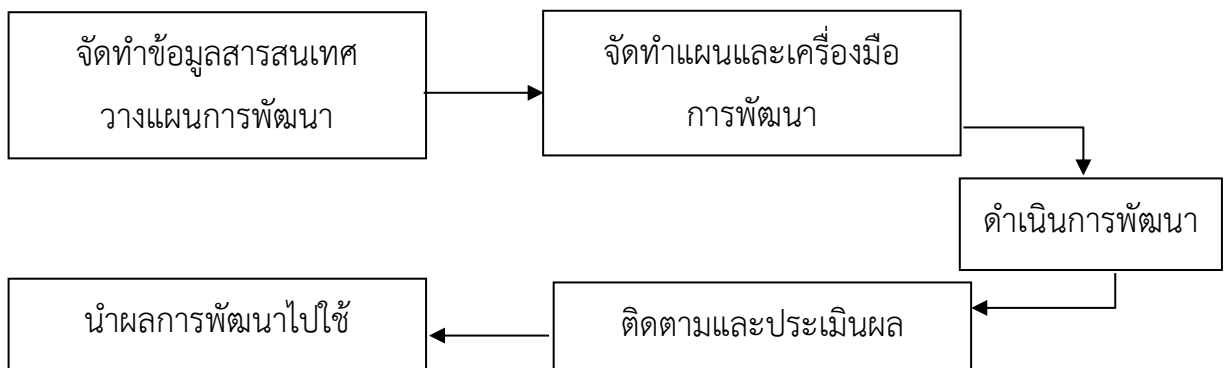 จัดทำข้อมูลสารสนเทศ
วางแผนการพัฒนา
จัดทำแผนและเครื่องมือ
การพัฒนา
ดำเนินการพัฒนา
ติดตามและประเมินผล
นำผลการพัฒนาไปใช้